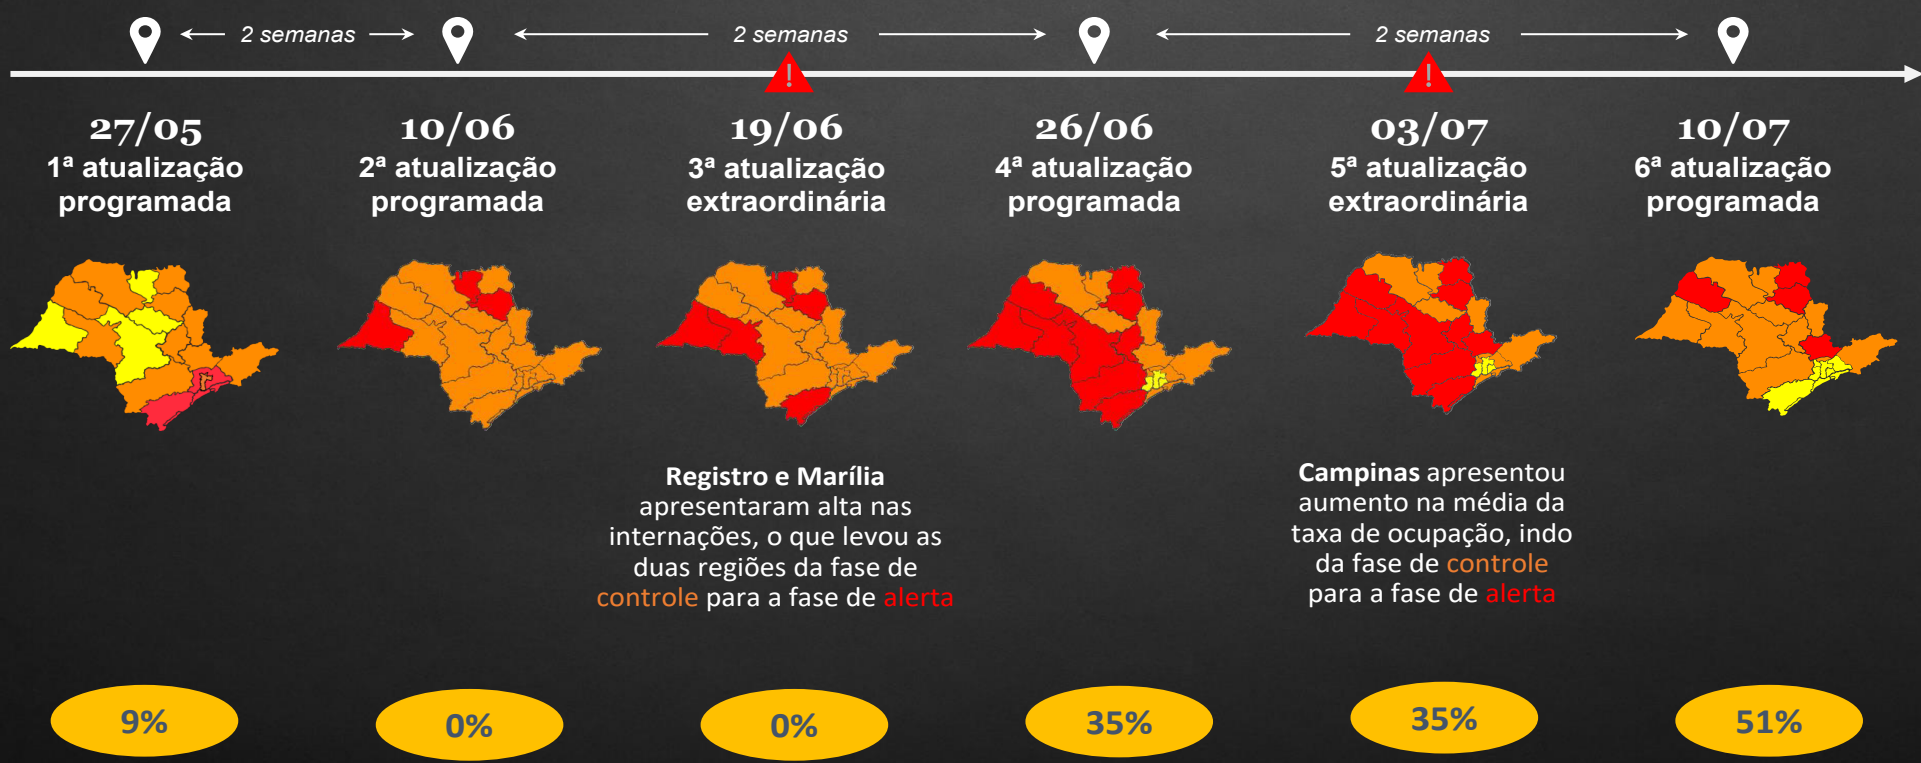 2 semanas
2 semanas
2 semanas
!
!
27/05
1ª atualização
programada
10/06
2ª atualização
programada
19/06
3ª atualização
extraordinária
26/06
4ª atualização
programada
03/07
5ª atualização
extraordinária
10/07
6ª atualização
programada
Registro e Marília
apresentaram alta nas
internações, o que levou as
duas regiões da fase de
controle para a fase de alerta
Campinas apresentou
aumento na média da
taxa de ocupação, indo
da fase de controle
para a fase de alerta
9%
0%
0%
35%
35%
51%